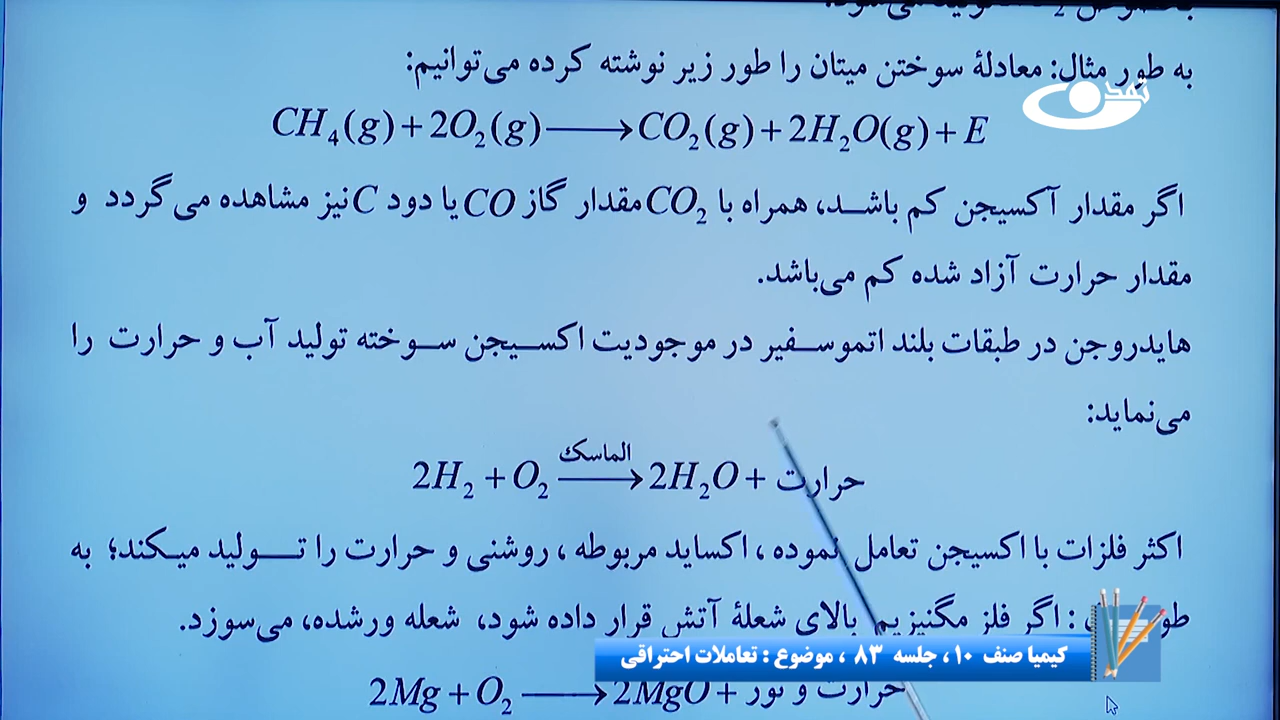 به طور مثال: معادلۀ سوختن میتان را طور زیر نوشته کرده می‌توانیم:
تمدن
CH₄(g)+2O₂(g)⟶CO₂(g)+2H₂O(g)+E
اگر مقدار آکسیجن کم باشد، همراه با CO₂ مقدار گاز CO یا دود C نیز مشاهده می‌گردد و
مقدار حرارت آزاد شده کم می‌باشد.
هایدروجن در طبقات بلند اتموسفیر در موجودیت اکسیجن سوخته تولید آب و حرارت را
می‌نماید:
الماسک
2H₂ + O₂ ⟶ 2H₂O + حرارت
اکثر فلزات با اکسیجن تعامل نموده، اکساید مربوطه، روشنی و حرارت را تولید میکند؛ به
: اگر فلز مگنیزیم بالای شعلۀ آتش قرار داده شود، شعله ورشده، می‌سوزد.
کیمیا صنف ۱۰، جلسه ۸۳، موضوع : تعاملات احتراقی
2Mg + O₂ ⟶ 2MgO + حرارت و نور